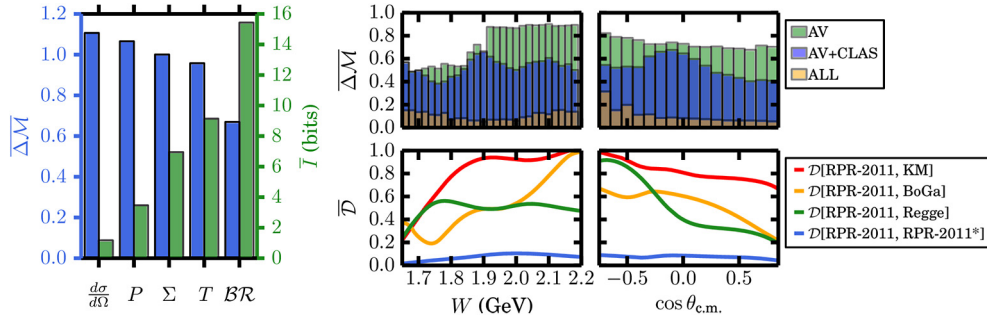 1.2
1.0
0.8
0.6
0.4
0.2
0.0
ΔM
16
14
12
10
8
6
4
2
0
I (bits)
dσ/dΩ P Σ T BR
1.0
0.8
0.6
0.4
0.2
0.0
ΔM
AV
AV+CLAS
ALL
1.0
0.8
0.6
0.4
0.2
0.0
D
1.7 1.8 1.9 2.0 2.1 2.2
W (GeV)
−0.5 0.0 0.5
cos θc.m.
D[RPR-2011, KM]
D[RPR-2011, BoGa]
D[RPR-2011, Regge]
D[RPR-2011, RPR-2011*]